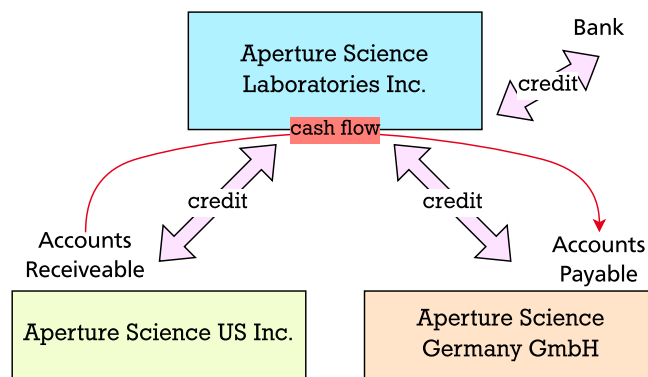 Bank
Aperture Science
Laboratories Inc.
credit
cash flow
credit
credit
Accounts
Receiveable
Accounts
Payable
Aperture Science US Inc.
Aperture Science
Germany GmbH